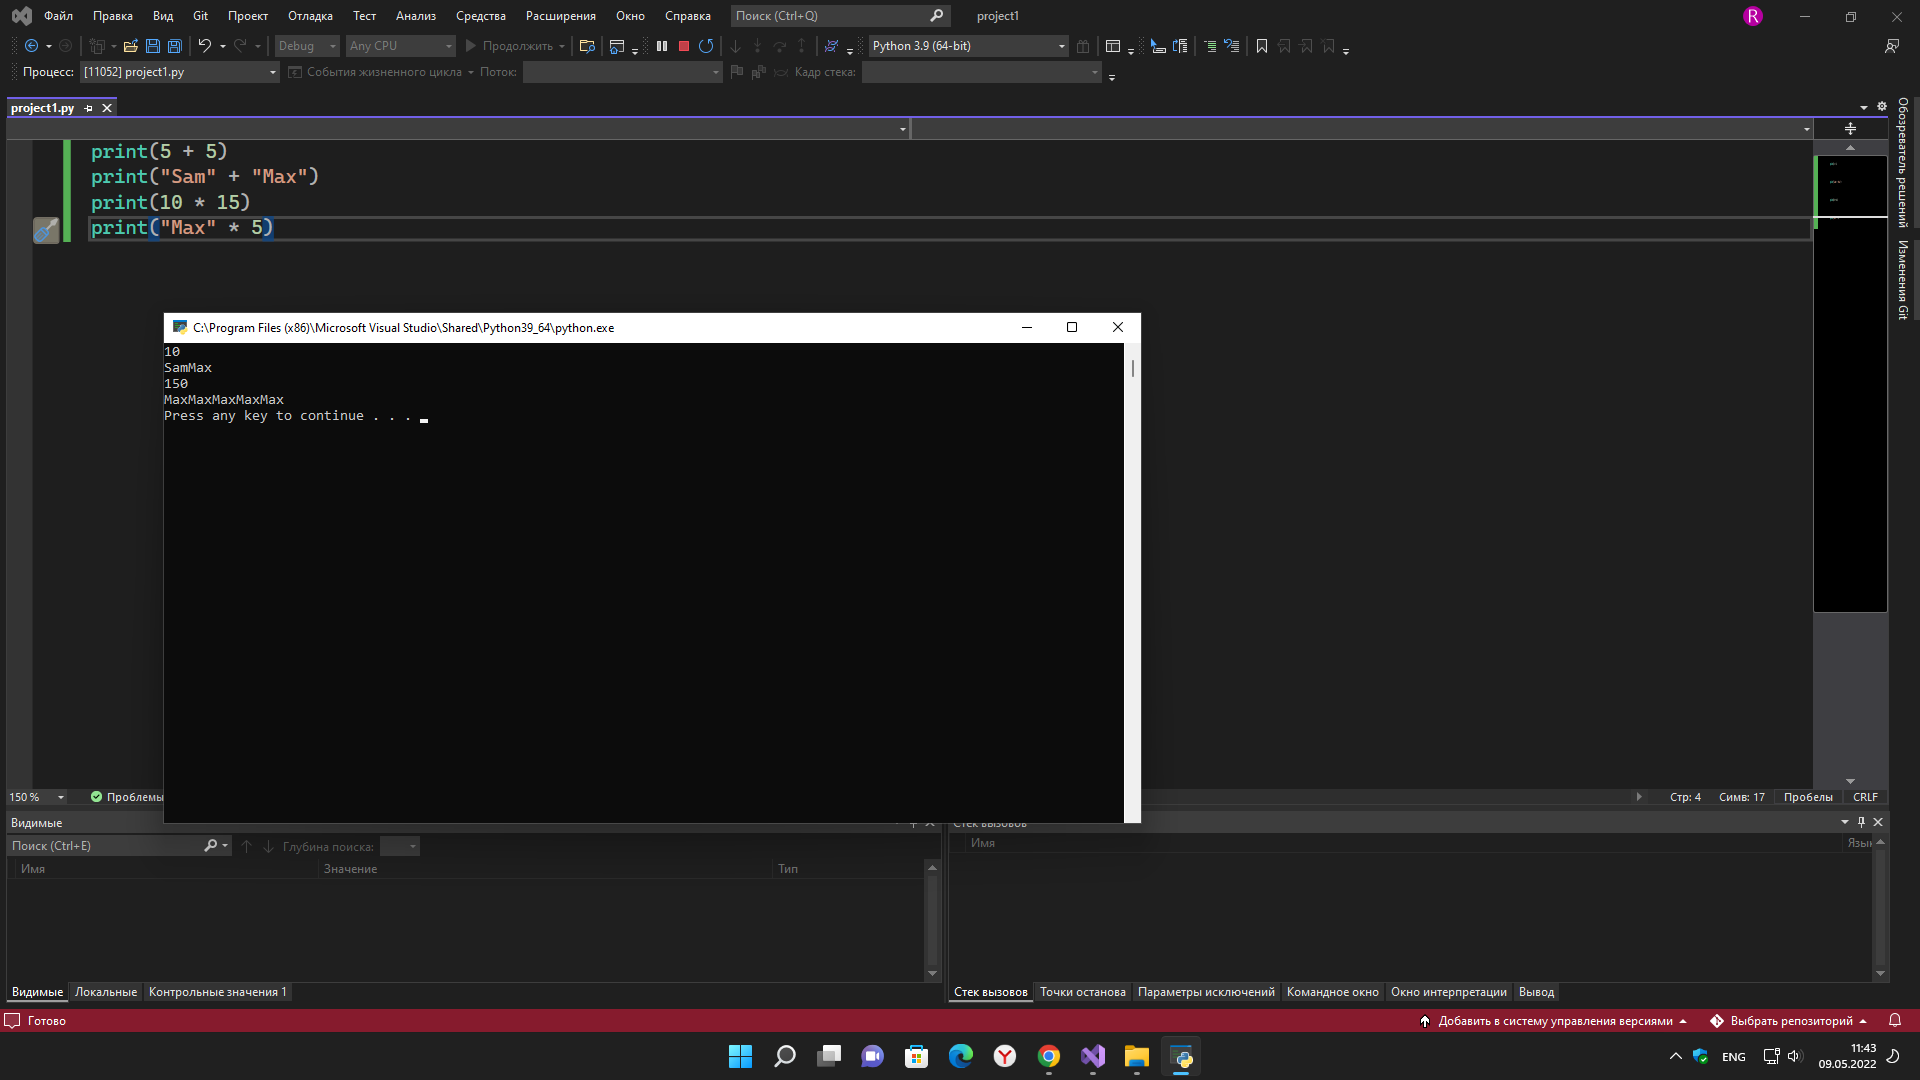 Файл Правка Вид Git Проект Отладка Тест Анализ Средства Расширения Окно Справка Поиск (Ctrl+Q) project1 R
Debug Any CPU Продолжить Python 3.9 (64-bit)
Процесс: [11052] project1.py События жизненного цикла Поток: Кадр стека:
project1.py
print(5 + 5)
print("Sam" + "Max")
print(10 * 15)
print("Max" * 5)
Обозреватель решений
Изменения Git
C:\Program Files (x86)\Microsoft Visual Studio\Shared\Python39_64\python.exe
10
SamMax
150
MaxMaxMaxMaxMax
Press any key to continue . . .
150 % Проблемы Стр: 4 Симв: 17 Пробелы CRLF
Видимые Стек вызовов
Поиск (Ctrl+E) Глубина поиска:
Имя Значение Тип
Имя Язык
Видимые Локальные Контрольные значения 1
Стек вызовов Точки останова Параметры исключений Командное окно Окно интерпретации Вывод
Готово Добавить в систему управления версиями Выбрать репозиторий
ENG 11:43
09.05.2022